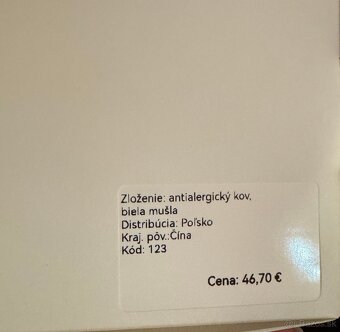 Zloženie: antialergický kov,
biela mušla
Distribúcia: Poľsko
Kraj. pôv.:Čína
Kód: 123
Cena: 46,70 €